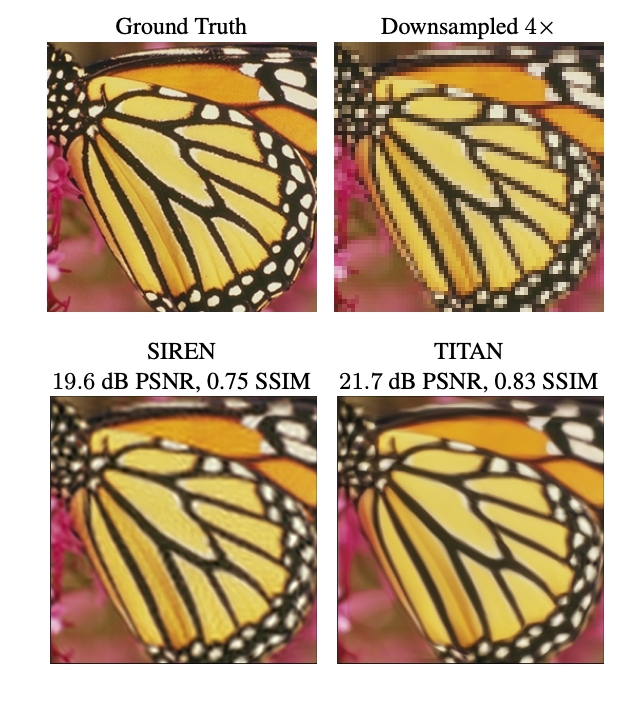 Ground Truth
Downsampled 4×
SIREN
19.6 dB PSNR, 0.75 SSIM
TITAN
21.7 dB PSNR, 0.83 SSIM